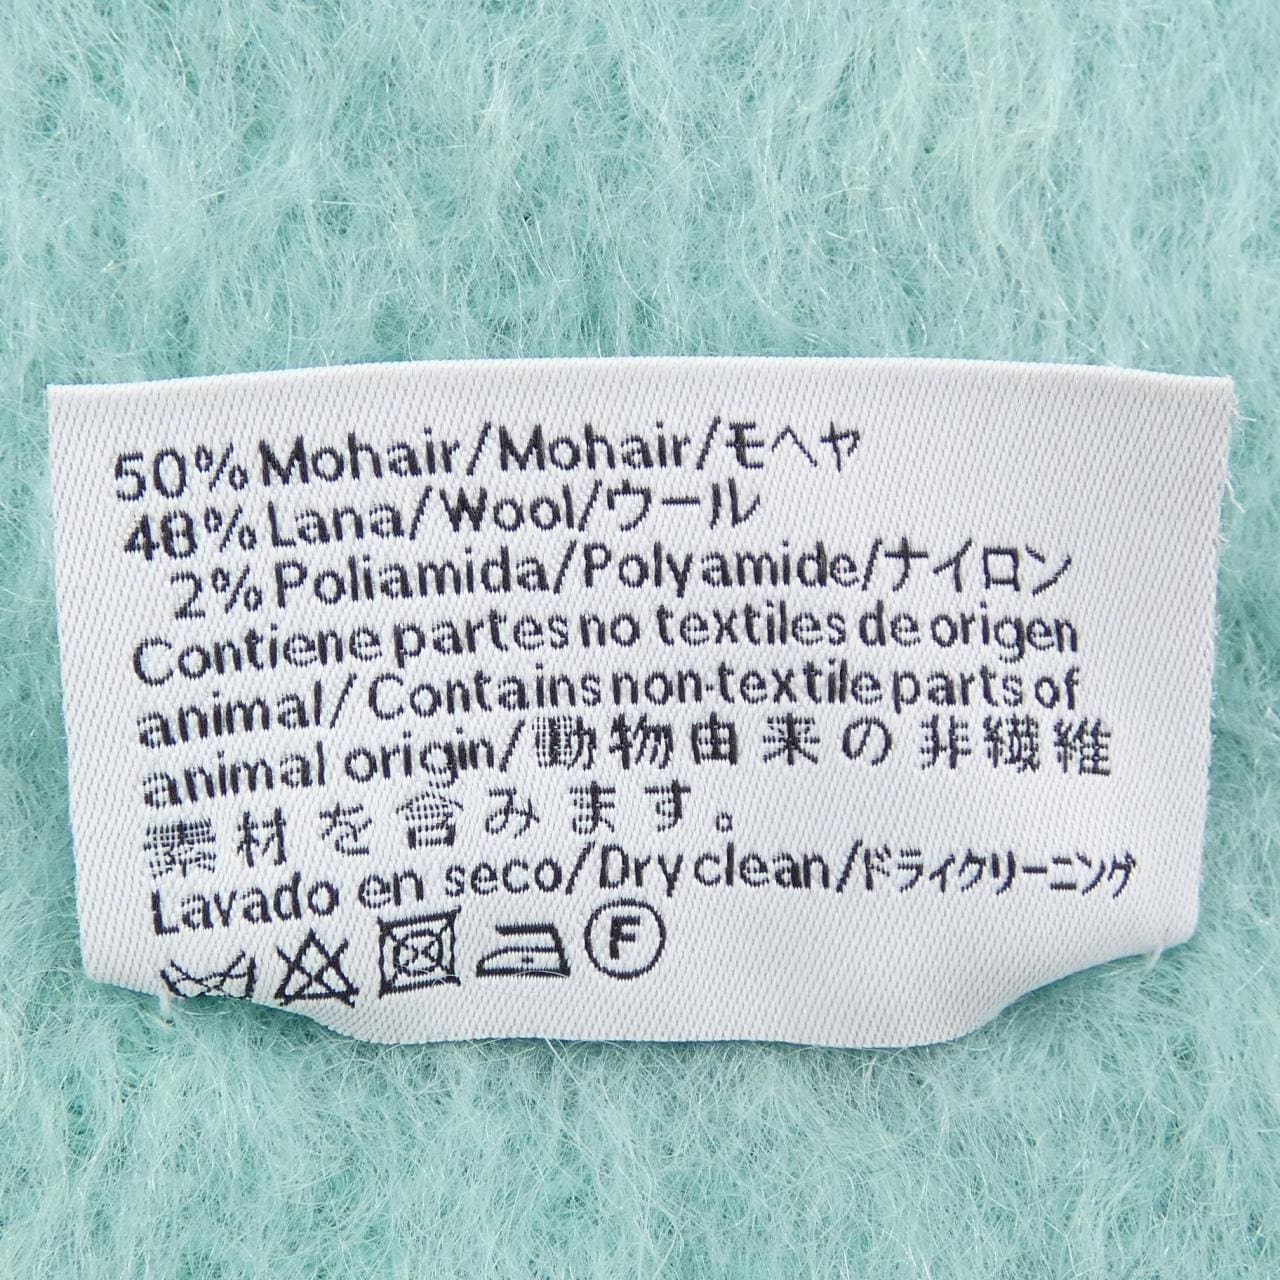 50% Mohair/Mohair/モヘヤ
48% Lana/Wool/ウール
2% Poliamida/Polyamide/ナイロン
Contiene partes no textiles de origen
animal/Contains non-textile parts of
animal origin/動物由来の非繊維
素材を含みます。
Lavado en seco/Dry clean/ドライクリーニング
F